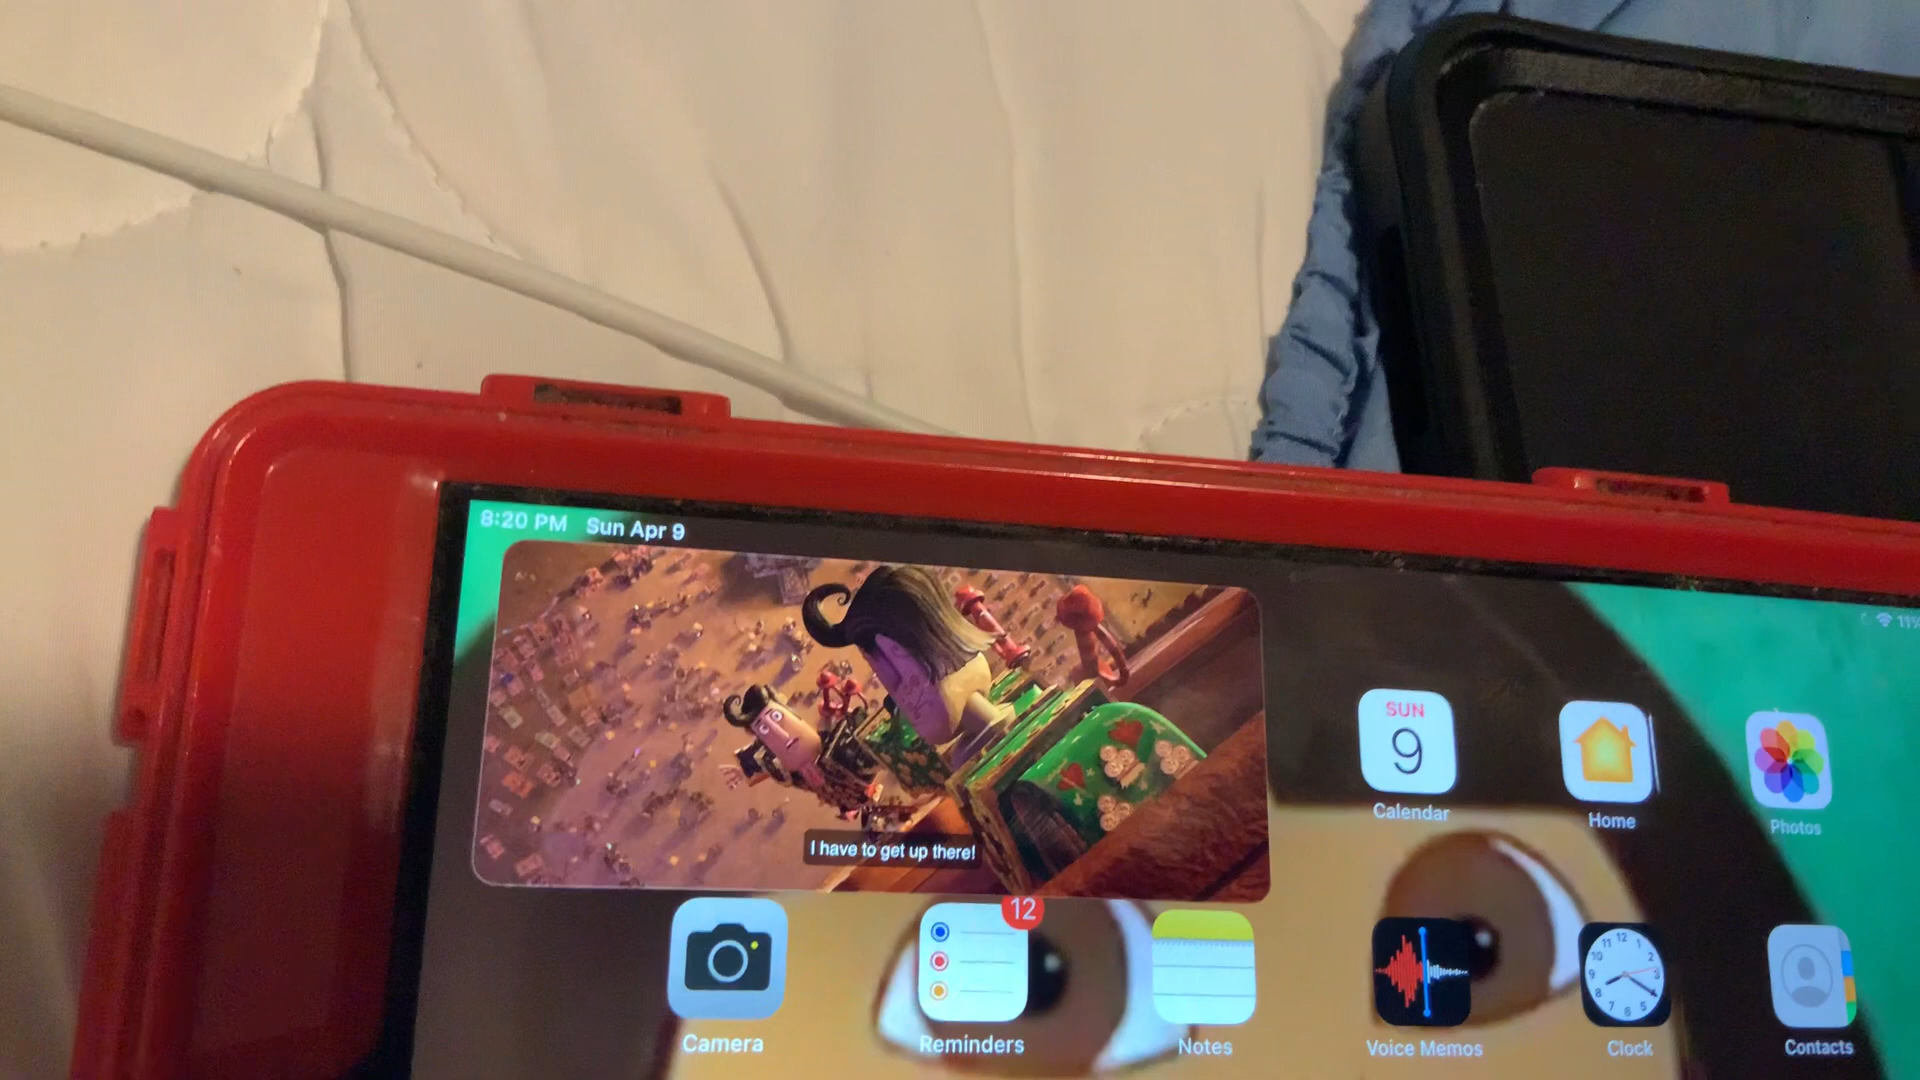 8:20 PM Sun Apr 9
11%
I have to get up there!
SUN
9
Calendar
Home
Photos
12
Camera
Reminders
Notes
Voice Memos
Clock
Contacts